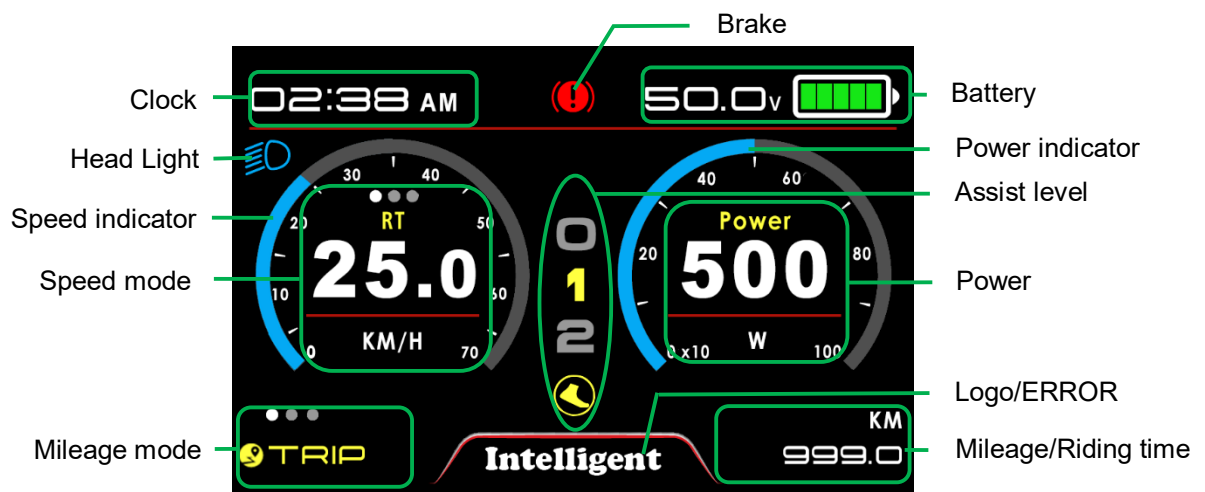 Brake
Clock
02:38 AM
50.0V
Battery
Head Light
Power indicator
Assist level
Speed indicator
Speed mode
0
10
20
30
40
50
60
70
RT
25.0
KM/H
0
1
2
0 x10
20
40
60
80
100
Power
500
W
Power
Logo/ERROR
Mileage mode
TRIP
Intelligent
KM
999.0
Mileage/Riding time